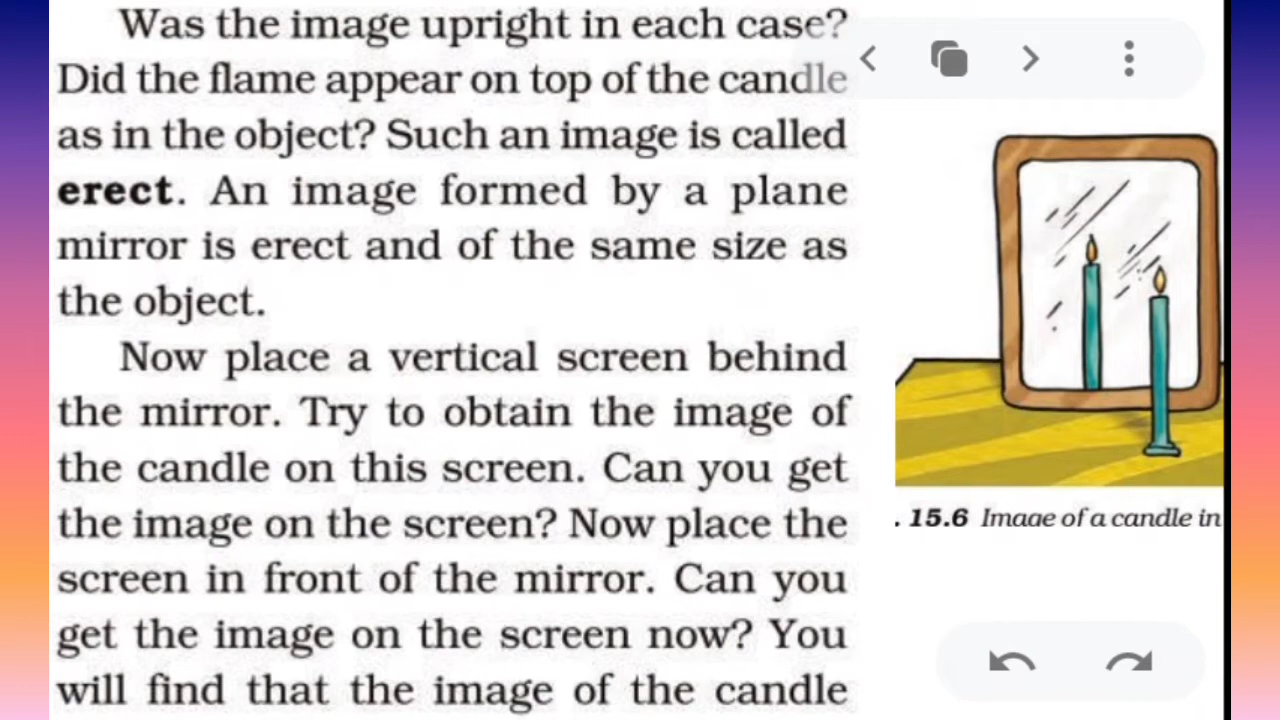 Was the image upright in each case?
Did the flame appear on top of the candle
as in the object? Such an image is called
erect. An image formed by a plane
mirror is erect and of the same size as
the object.
Now place a vertical screen behind
the mirror. Try to obtain the image of
the candle on this screen. Can you get
the image on the screen? Now place the
screen in front of the mirror. Can you
get the image on the screen now? You
will find that the image of the candle
. 15.6 Image of a candle in